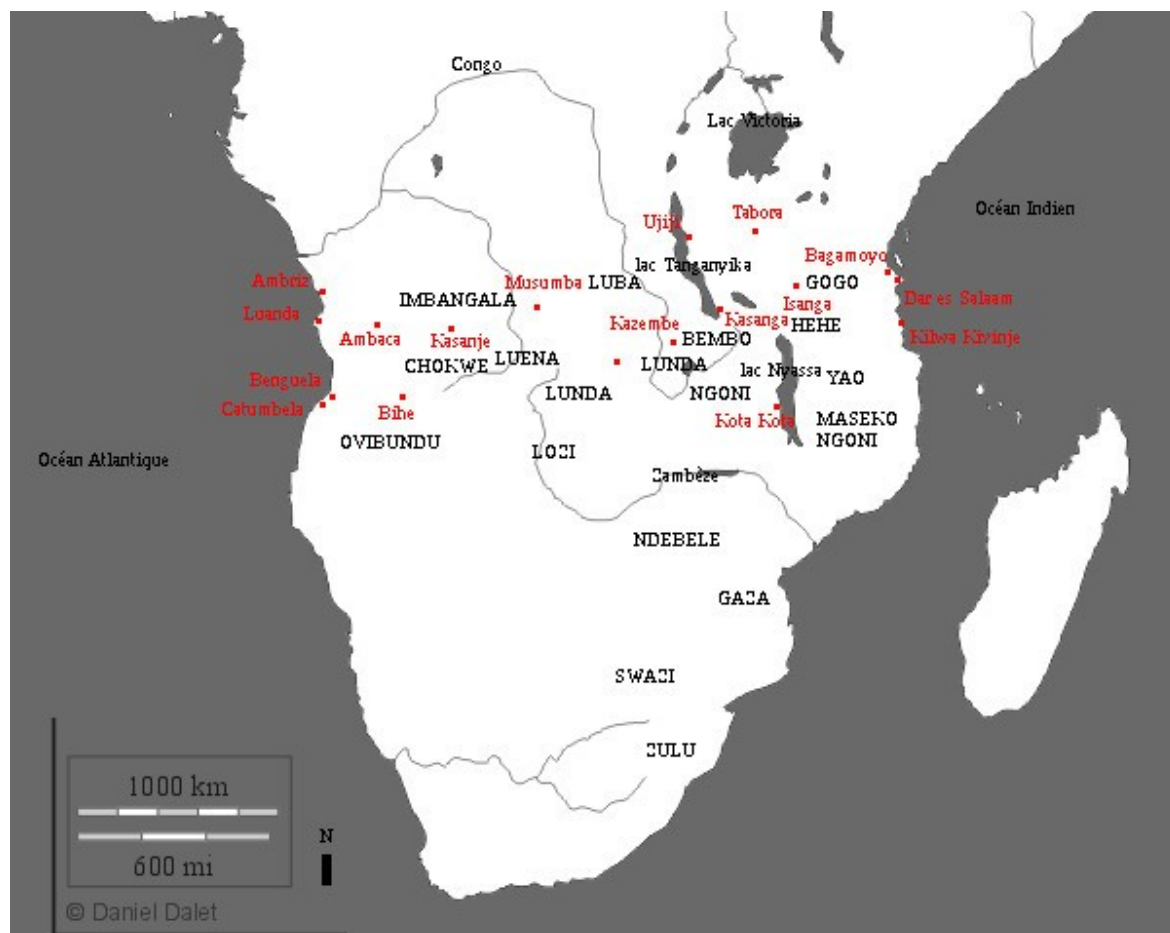 Congo
Lac Victoria
Océan Indien
Ujiji
Tabora
Bagamoyo
lac Tanganyika
Ambriz
Musumba
LUBA
GOGO
Dar es Salaam
IMBANGALA
Isanga
Luanda
Kazembe
Kasanga
HEHE
Kilwa Kivinje
Ambaca
Kasanje
BEMBO
CHOKWE
LUENA
LUNDA
lac Nyassa
YAO
Benguela
LUNDA
NGONI
Catumbela
Bihe
Kota Kota
MASEKO
NGONI
OVIBUNDU
LOZI
Océan Atlantique
Zambèze
NDEBELE
GAZA
SWAZI
ZULU
1000 km
N
600 mi
© Daniel Dalet